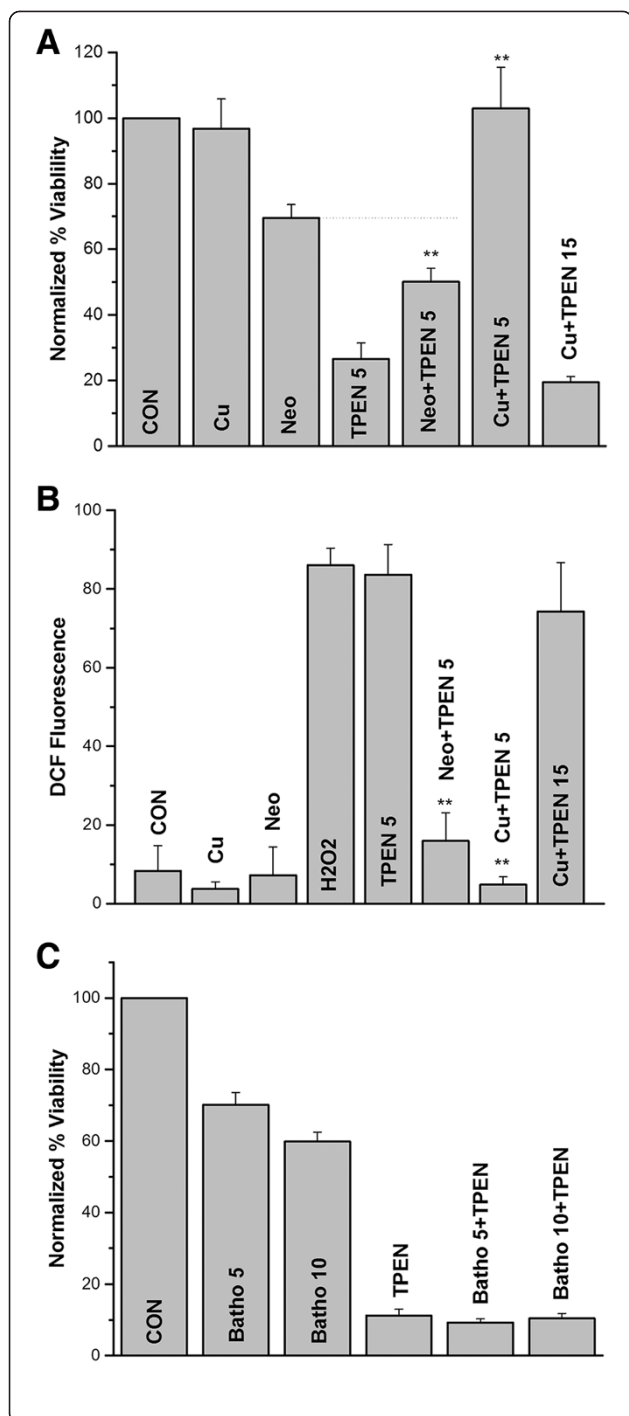 A
Normalized % Viablility
120
100
80
60
40
20
0
CON
Cu
Neo
TPEN 5
**
Neo+TPEN 5
**
Cu+TPEN 5
Cu+TPEN 15
B
DCF Fluorescence
100
80
60
40
20
0
CON
Cu
Neo
H2O2
TPEN 5
Neo+TPEN 5
**
Cu+TPEN 5
**
Cu+TPEN 15
C
Normalized % Viability
100
80
60
40
20
0
CON
Batho 5
Batho 10
TPEN
Batho 5+TPEN
Batho 10+TPEN